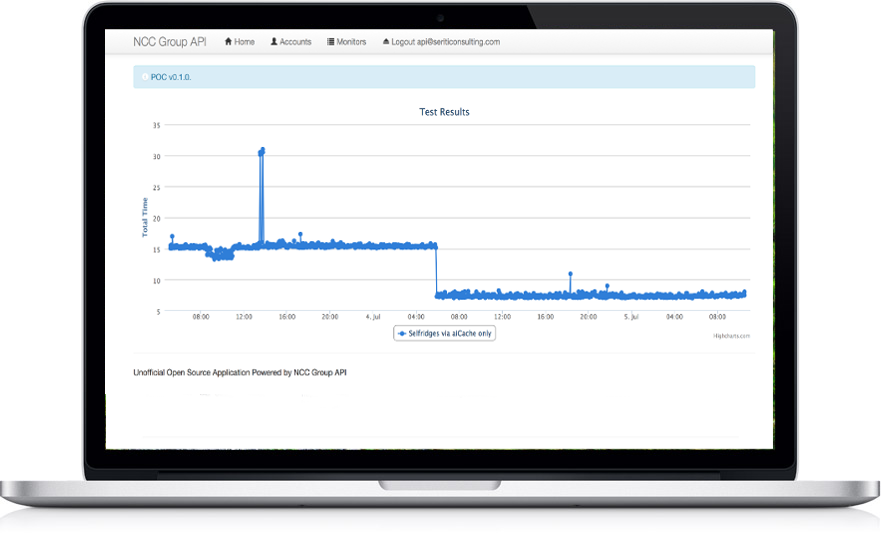 NCC Group API Home Accounts Monitors Logout api@seriticonsulting.com
POC v0.1.0.
Test Results
35
30
25
20
15
10
5
Total Time
08:00 12:00 16:00 20:00 4. Jul 04:00 08:00 12:00 16:00 20:00 5. Jul 04:00 08:00
Selfridges via aiCache only
Highcharts.com
Unofficial Open Source Application Powered by NCC Group API